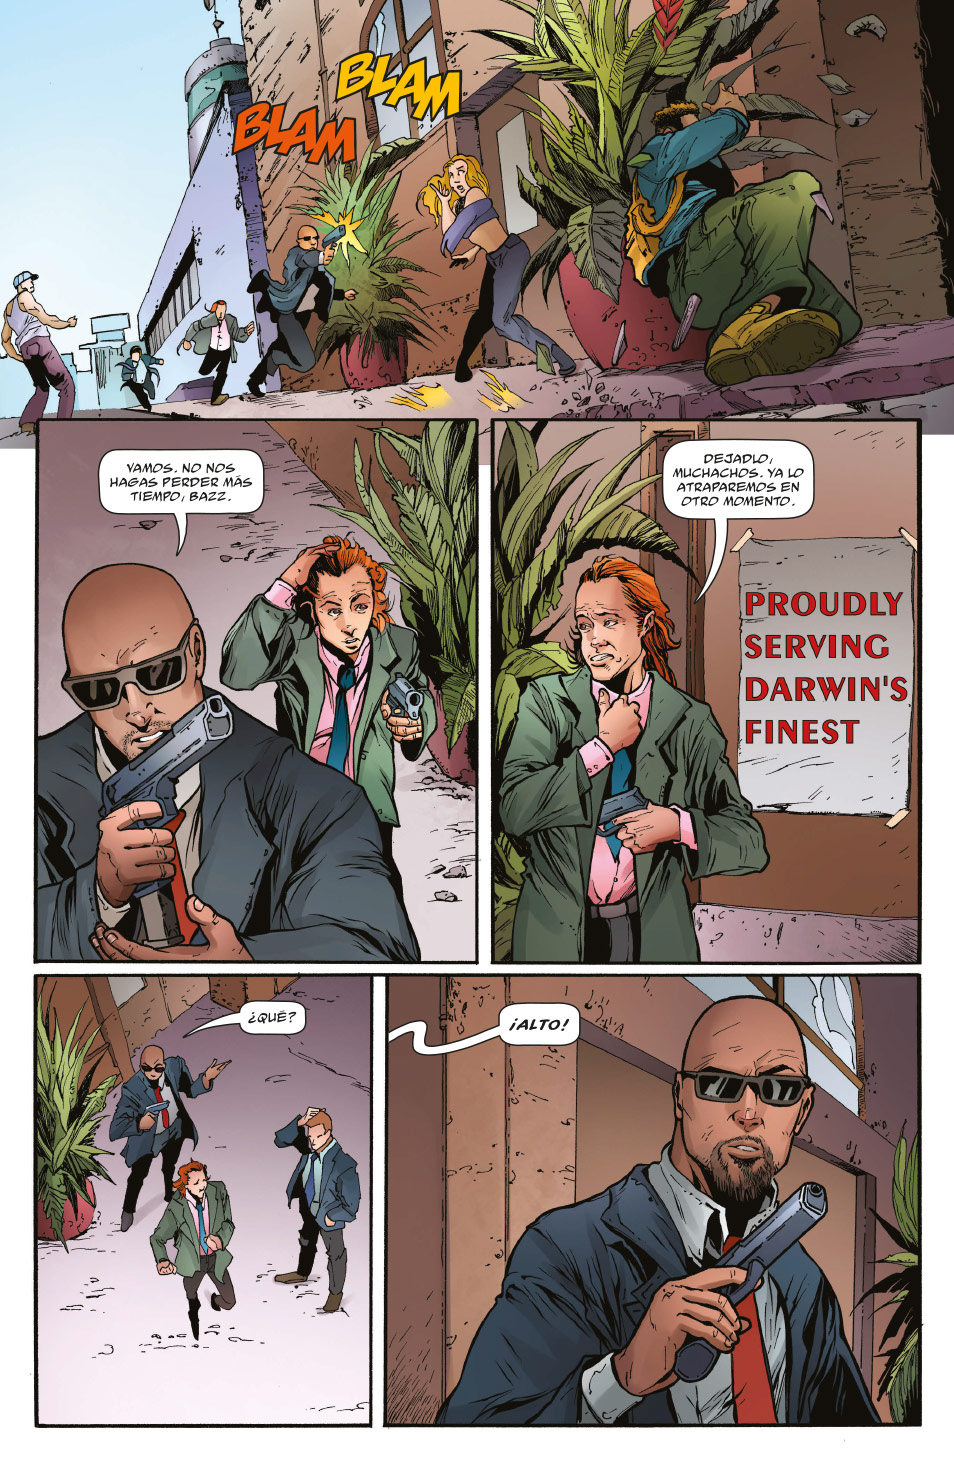 BLAM
BLAM
VAMOS. NO NOS
HAGAS PERDER MÁS
TIEMPO, BAZZ.
DEJADLO,
MUCHACHOS. YA LO
ATRAPAREMOS EN
OTRO MOMENTO.
PROUDLY
SERVING
DARWIN'S
FINEST
¿QUÉ?
¡ALTO!